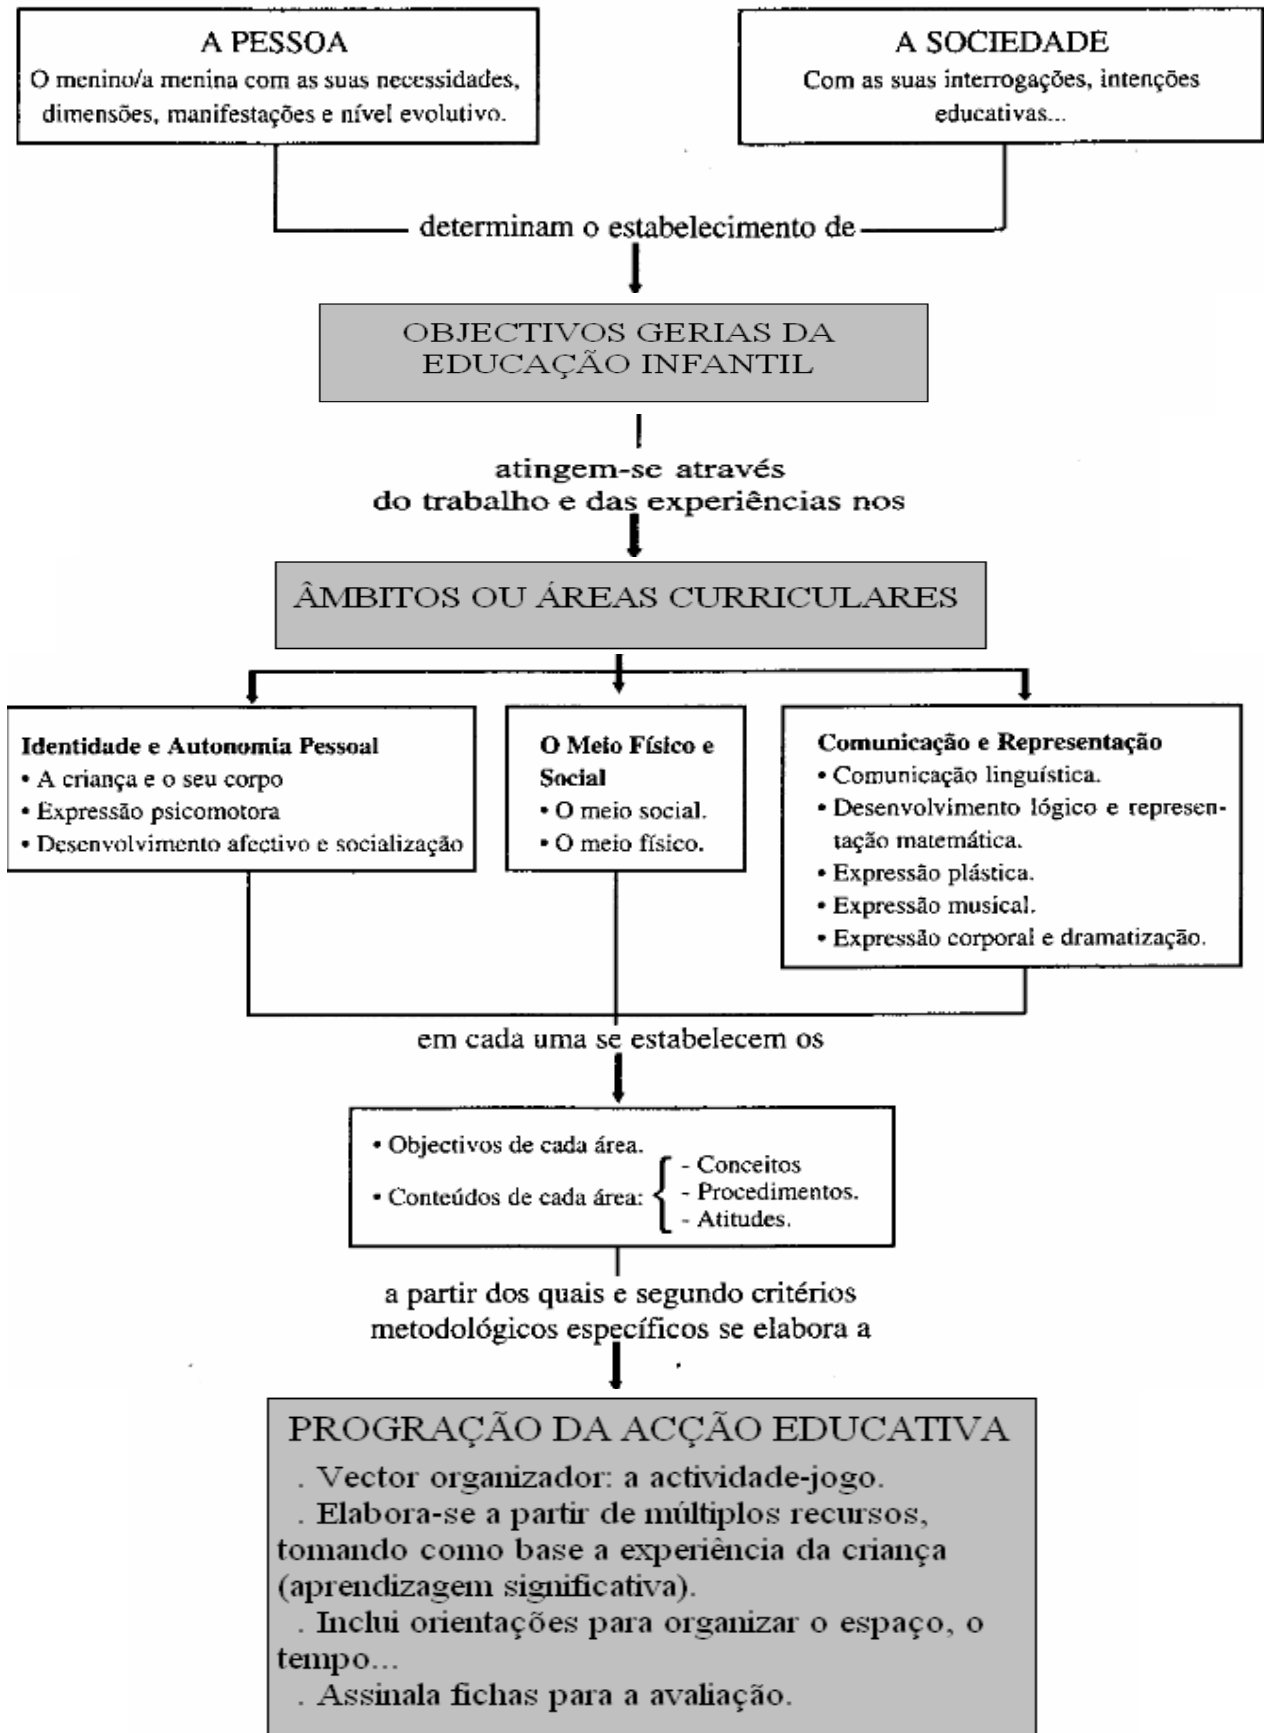 A PESSOA
O menino/a menina com as suas necessidades,
dimensões, manifestações e nível evolutivo.
A SOCIEDADE
Com as suas interrogações, intenções
educativas...
determinam o estabelecimento de
OBJECTIVOS GERIAS DA
EDUCAÇÃO INFANTIL
atingem-se através
do trabalho e das experiências nos
ÂMBITOS OU ÁREAS CURRICULARES
Identidade e Autonomia Pessoal
• A criança e o seu corpo
• Expressão psicomotora
• Desenvolvimento afectivo e socialização
O Meio Físico e
Social
• O meio social.
• O meio físico.
Comunicação e Representação
• Comunicação linguística.
• Desenvolvimento lógico e represen-
tação matemática.
• Expressão plástica.
• Expressão musical.
• Expressão corporal e dramatização.
em cada uma se estabelecem os
• Objectivos de cada área.
• Conteúdos de cada área:
- Conceitos
- Procedimentos.
- Atitudes.
a partir dos quais e segundo critérios
metodológicos específicos se elabora a
PROGRAÇÃO DA ACÇÃO EDUCATIVA
. Vector organizador: a actividade-jogo.
. Elabora-se a partir de múltiplos recursos,
tomando como base a experiência da criança
(aprendizagem significativa).
. Inclui orientações para organizar o espaço, o
tempo...
. Assinala fichas para a avaliação.